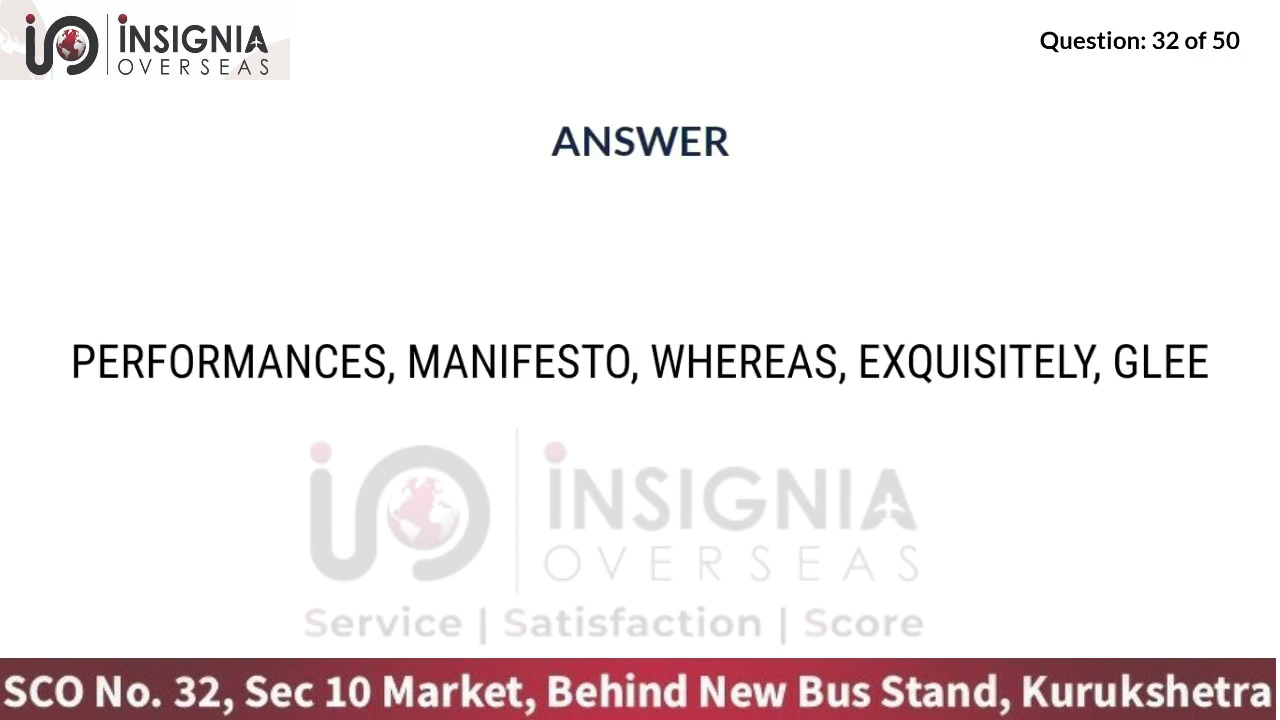 INSIGNIA
OVERSEAS
Question: 32 of 50
ANSWER
PERFORMANCES, MANIFESTO, WHEREAS, EXQUISITELY, GLEE
INSIGNIA
OVERSEAS
Service | Satisfaction | Score
SCO No. 32, Sec 10 Market, Behind New Bus Stand, Kurukshetra